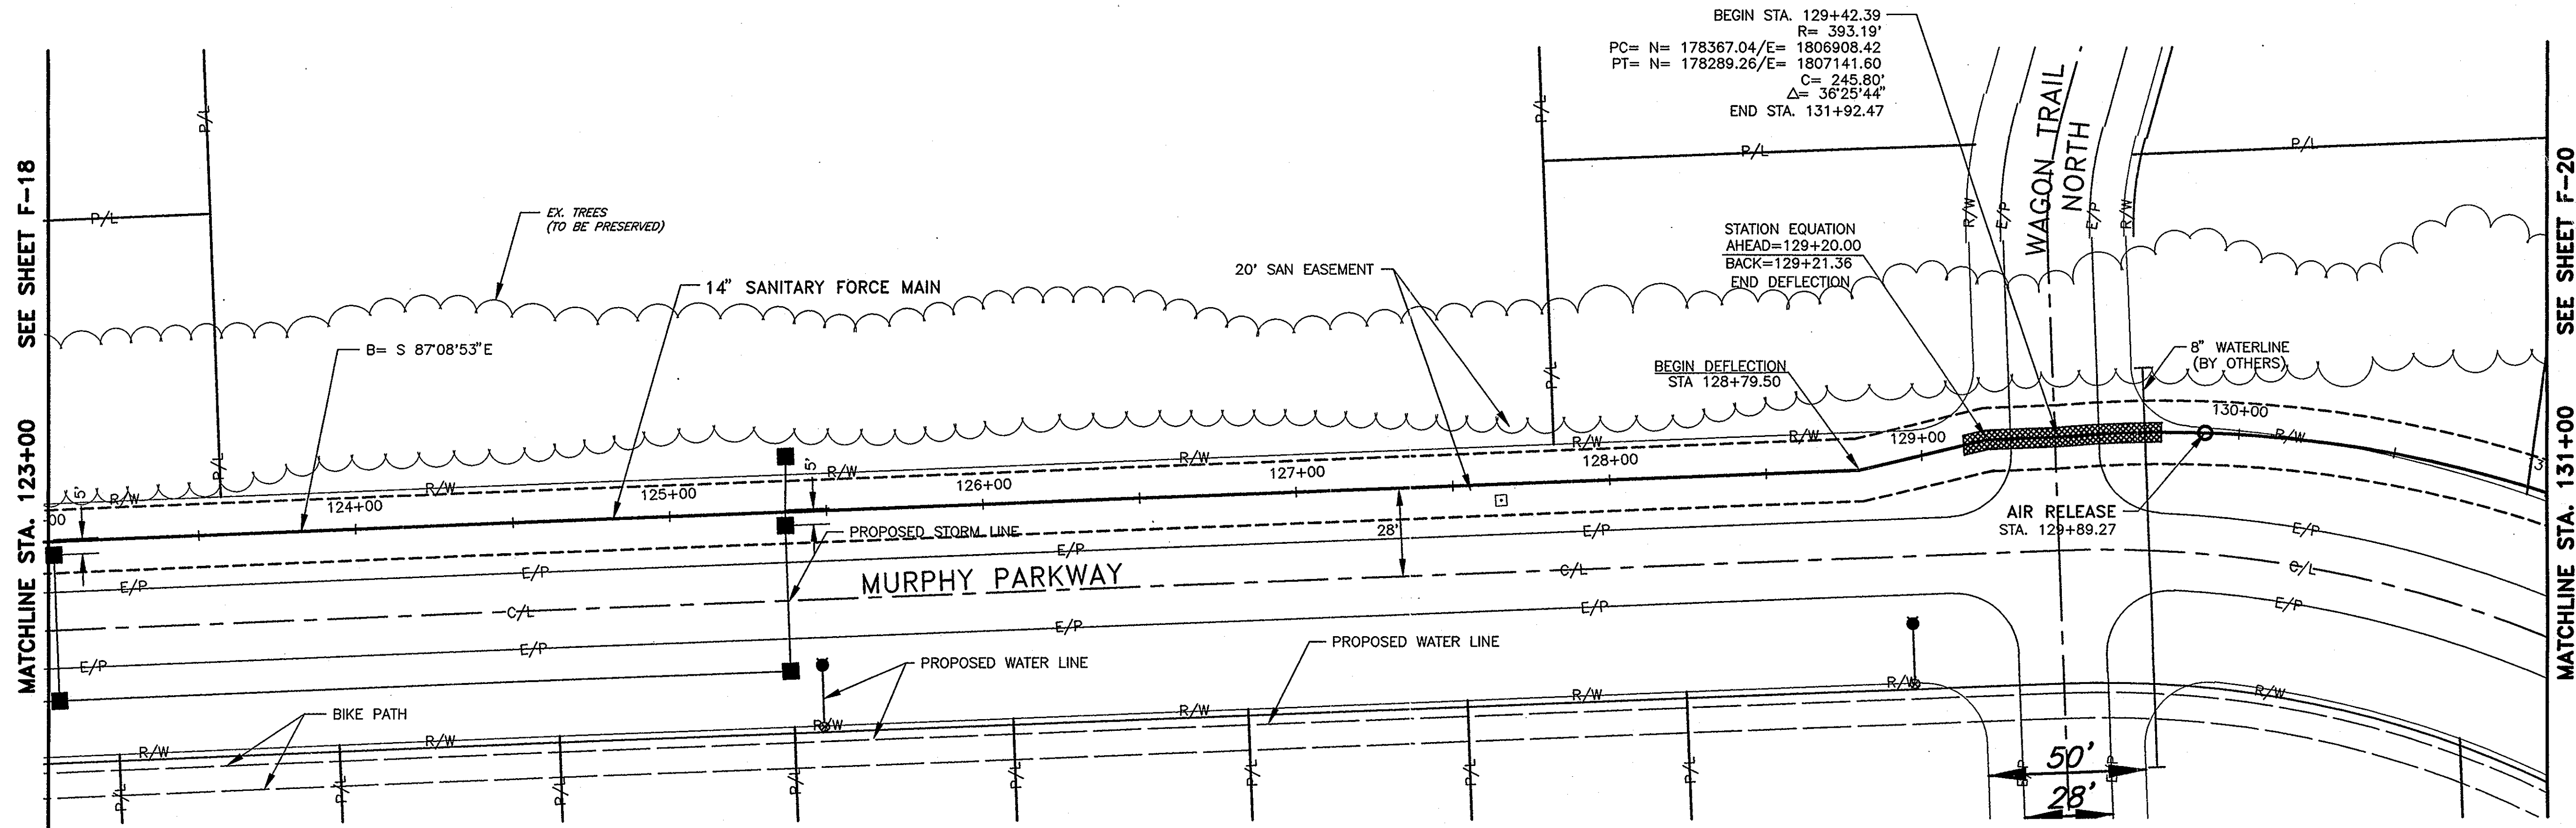 BEGIN STA. 129+42.39
R= 393.19'
PC= N= 178367.04/E= 1806908.42
PT= N= 178289.26/E= 1807141.60
C= 245.80'
Δ= 36°25'44"
END STA. 131+92.47
MATCHLINE STA. 123+00 SEE SHEET F-18
MATCHLINE STA. 131+00 SEE SHEET F-20
WAGON TRAIL
NORTH
P/L
P/L
P/L
P/L
P/L
P/L
P/L
R/W
E/P
E/P
R/W
EX. TREES
(TO BE PRESERVED)
14" SANITARY FORCE MAIN
20' SAN EASEMENT
STATION EQUATION
AHEAD=129+20.00
BACK=129+21.36
END DEFLECTION
B= S 87°08'53"E
BEGIN DEFLECTION
STA 128+79.50
8" WATERLINE
(BY OTHERS)
130+00
129+00
128+00
127+00
126+00
125+00
124+00
00
R/W
R/W
R/W
R/W
R/W
R/W
R/W
5'
5'
28'
PROPOSED STORM LINE
AIR RELEASE
STA. 129+89.27
E/P
E/P
E/P
E/P
E/P
MURPHY PARKWAY
C/L
C/L
C/L
E/P
E/P
E/P
E/P
E/P
PROPOSED WATER LINE
PROPOSED WATER LINE
BIKE PATH
R/W
R/W
R/W
R/W
R/W
R/W
R/W
P/L
P/L
P/L
P/L
P/L
P/L
P/L
P/L
E/P
E/P
50'
28'